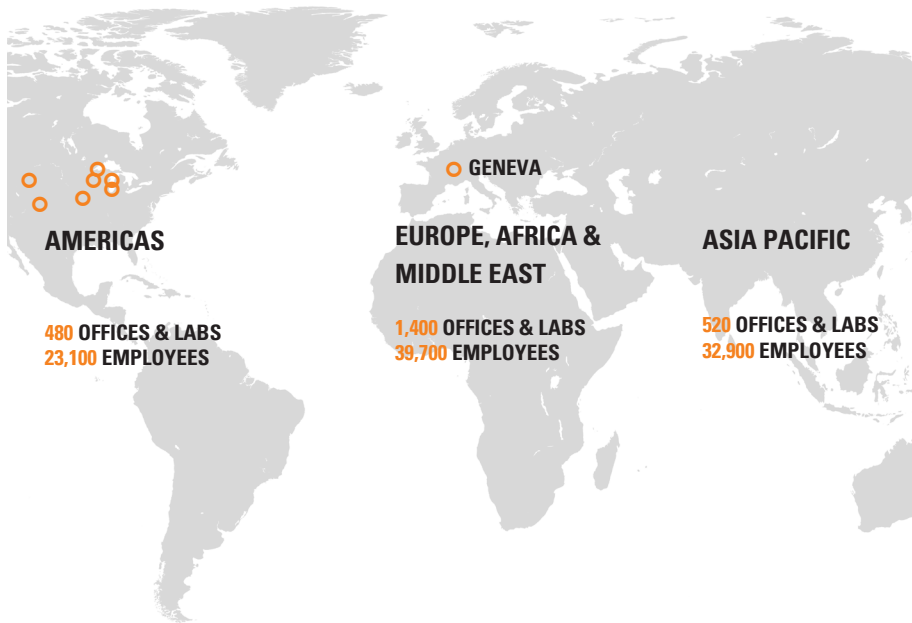 GENEVA
AMERICAS
480 OFFICES & LABS
23,100 EMPLOYEES
EUROPE, AFRICA &
MIDDLE EAST
1,400 OFFICES & LABS
39,700 EMPLOYEES
ASIA PACIFIC
520 OFFICES & LABS
32,900 EMPLOYEES